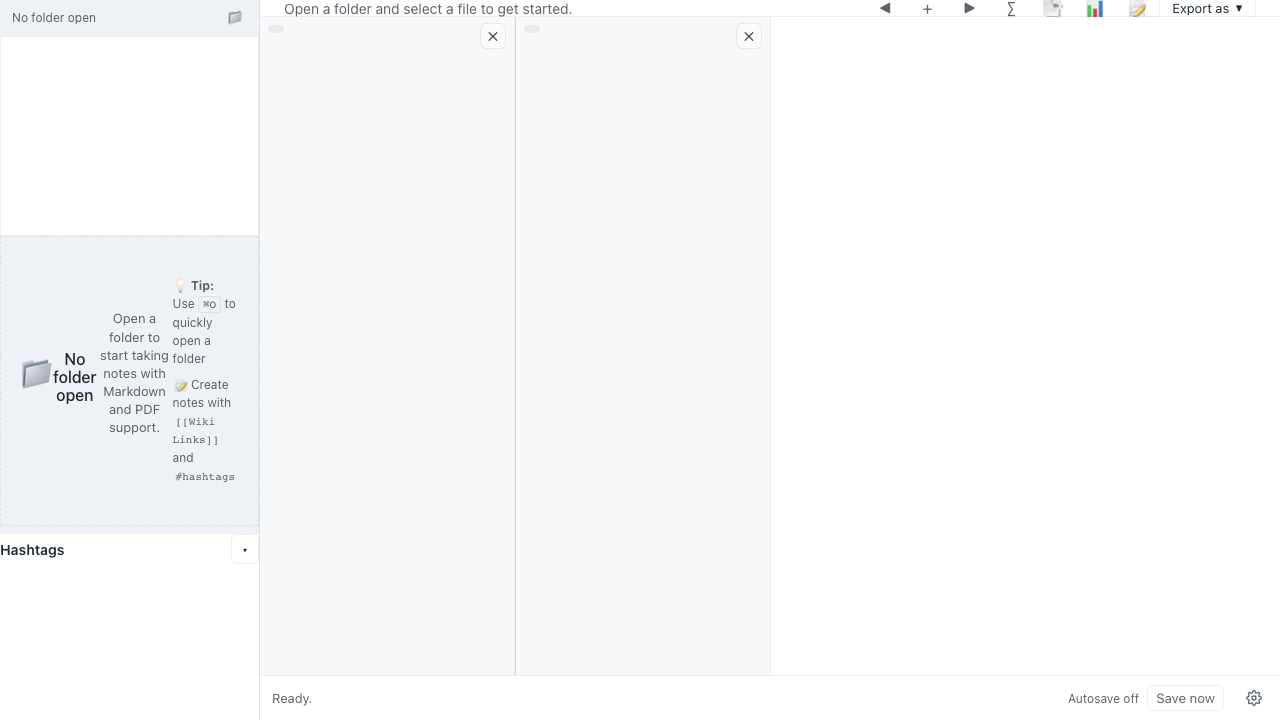 No folder open
Open a folder and select a file to get started.
+
∑
Export as ▼
No
folder
open
Open a
folder to
start taking
notes with
Markdown
and PDF
support.
💡 Tip:
Use ⌘O to
quickly
open a
folder
📝 Create
notes with
[[Wiki
Links]]
and
#hashtags
Hashtags
Ready.
Autosave off
Save now